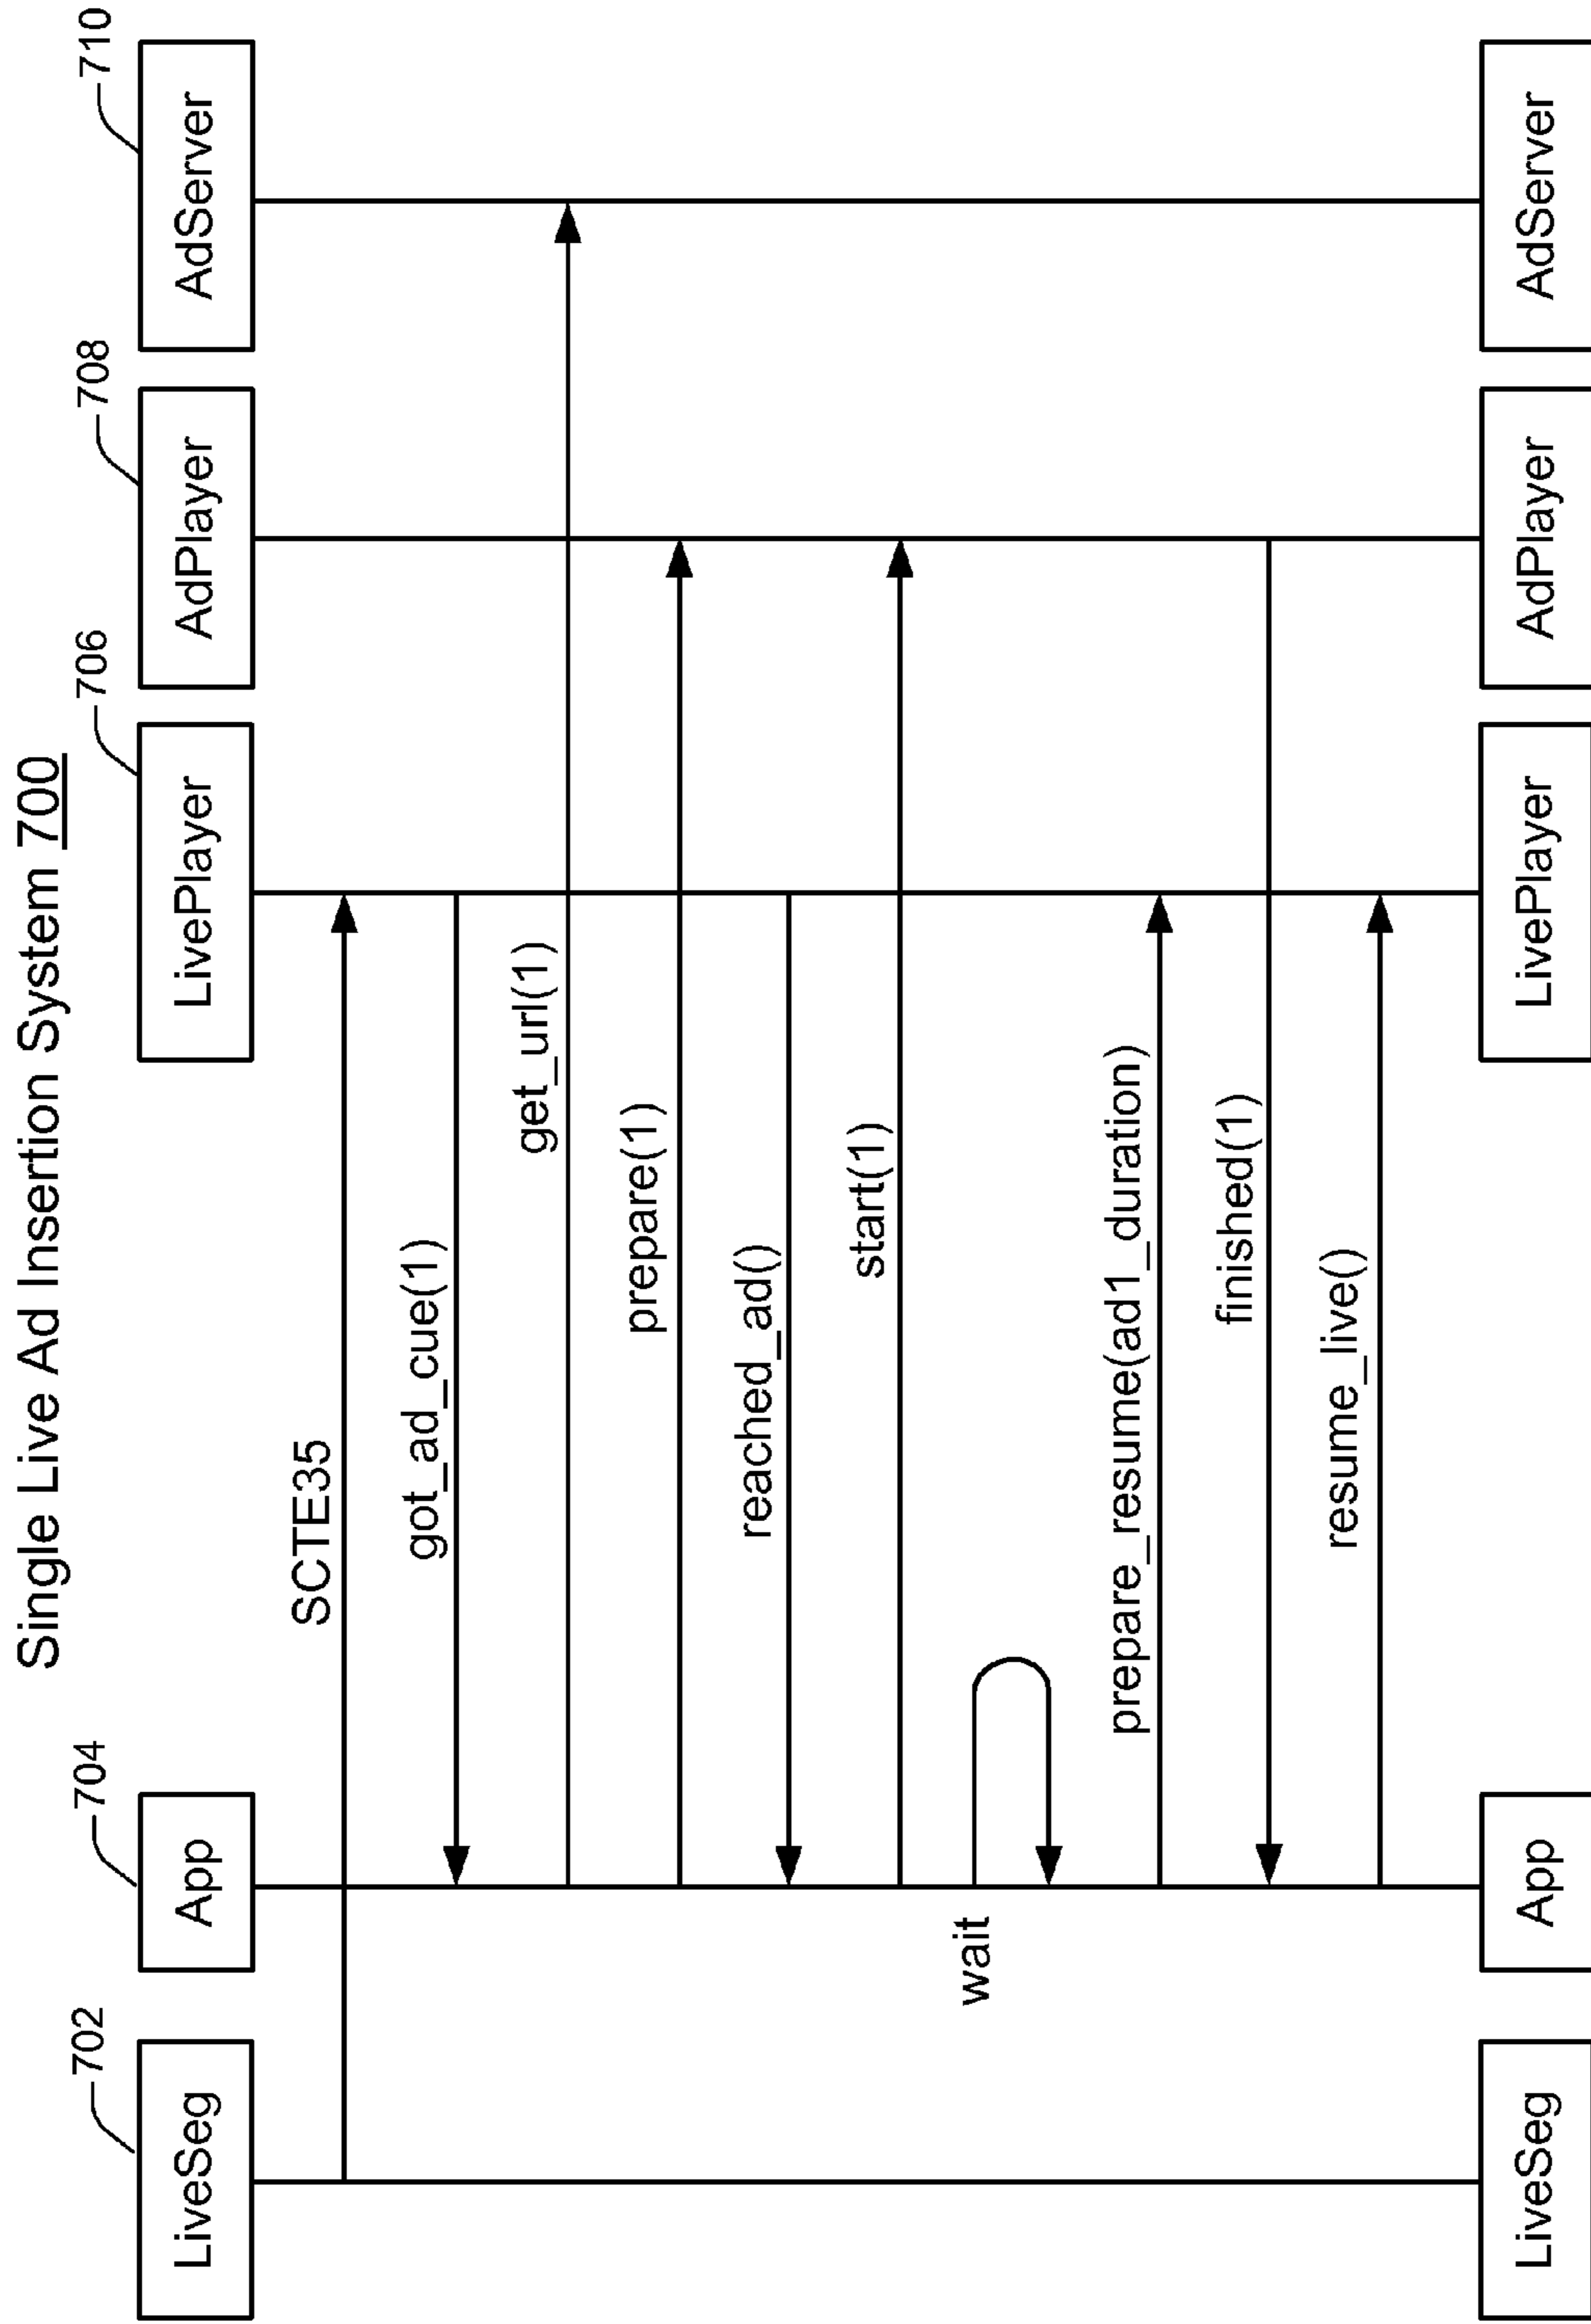 Single Live Ad Insertion System 700
702
704
706
708
710
LiveSeg
App
LivePlayer
AdPlayer
AdServer
SCTE35
got_ad_cue(1)
get_url(1)
prepare(1)
reached_ad()
start(1)
wait
prepare_resume(ad1_duration)
finished(1)
resume_live()
LiveSeg
App
LivePlayer
AdPlayer
AdServer